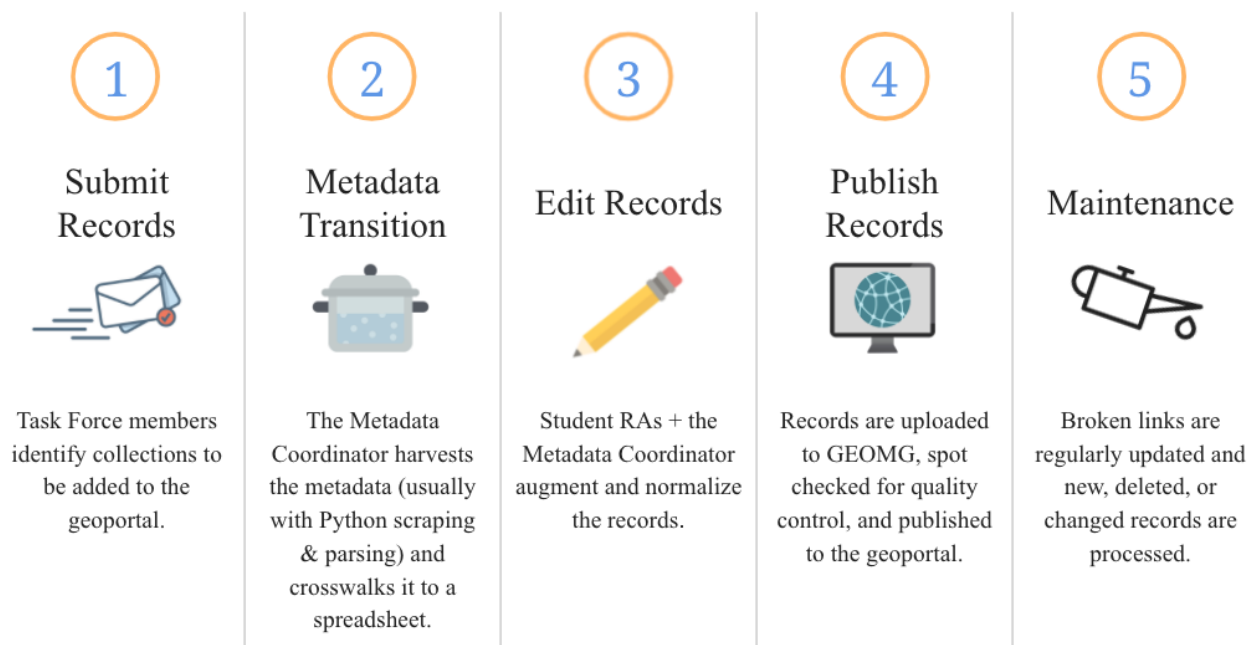 1
Submit
Records
Task Force members
identify collections to
be added to the
geoportal.
2
Metadata
Transition
The Metadata
Coordinator harvests
the metadata (usually
with Python scraping
& parsing) and
crosswalks it to a
spreadsheet.
3
Edit Records
Student RAs + the
Metadata Coordinator
augment and normalize
the records.
4
Publish
Records
Records are uploaded
to GEOMG, spot
checked for quality
control, and published
to the geoportal.
5
Maintenance
Broken links are
regularly updated and
new, deleted, or
changed records are
processed.